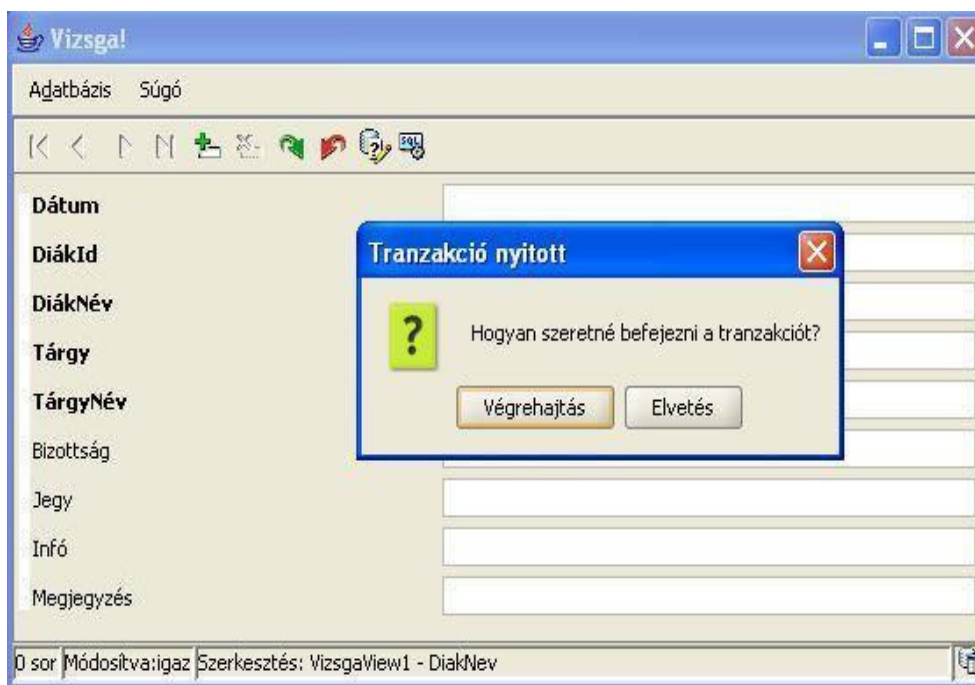 Vizsga!
Adatbázis Súgó
SQL
Dátum
DiákId
DiákNév
Tárgy
TárgyNév
Bizottság
Jegy
Infó
Megjegyzés
Tranzakció nyitott
Hogyan szeretné befejezni a tranzakciót?
Végrehajtás Elvetés
0 sor Módosítva:igaz Szerkesztés: VizsgaView1 - DiakNev